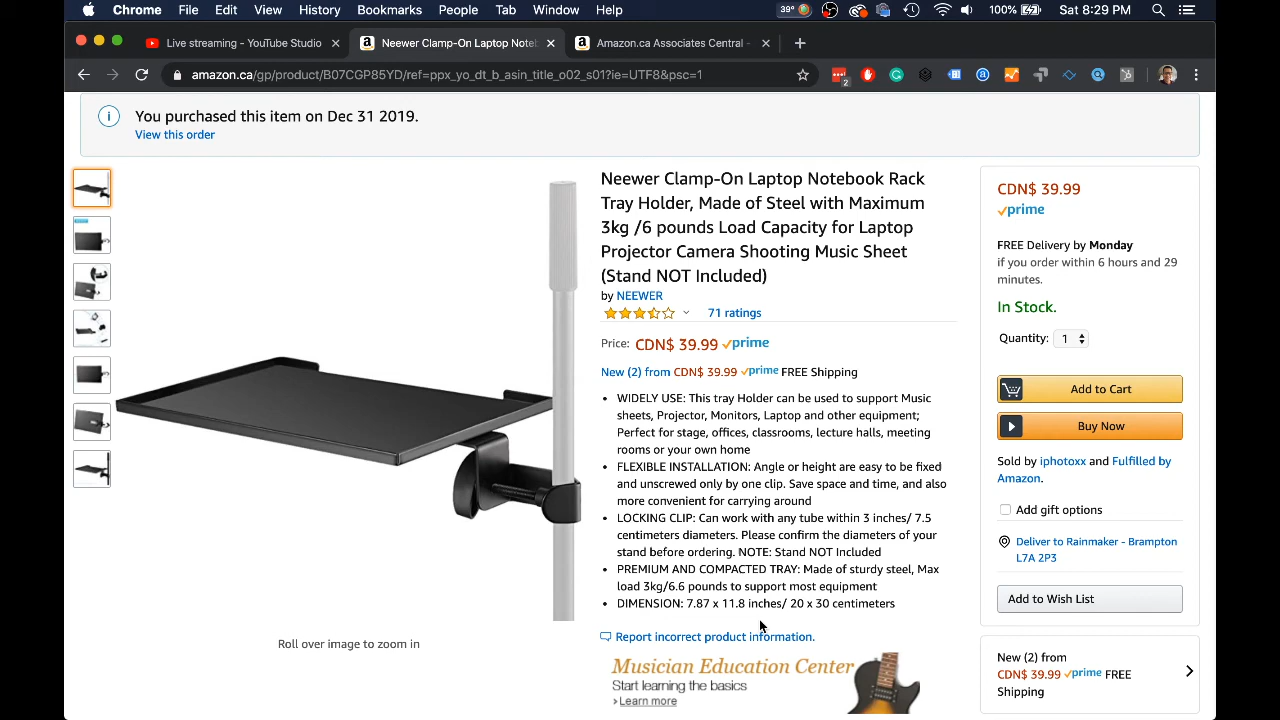 Chrome File Edit View History Bookmarks People Tab Window Help 39° 100% Sat 8:29 PM
Live streaming - YouTube Studio Neewer Clamp-On Laptop Noteb Amazon.ca Associates Central -
amazon.ca/gp/product/B07CGP85YD/ref=ppx_yo_dt_b_asin_title_o02_s01?ie=UTF8&psc=1
2
You purchased this item on Dec 31 2019.
View this order
Neewer Clamp-On Laptop Notebook Rack
Tray Holder, Made of Steel with Maximum
3kg /6 pounds Load Capacity for Laptop
Projector Camera Shooting Music Sheet
(Stand NOT Included)
by NEEWER
71 ratings
Price: CDN$ 39.99 prime
New (2) from CDN$ 39.99 prime FREE Shipping
• WIDELY USE: This tray Holder can be used to support Music
sheets, Projector, Monitors, Laptop and other equipment;
Perfect for stage, offices, classrooms, lecture halls, meeting
rooms or your own home
• FLEXIBLE INSTALLATION: Angle or height are easy to be fixed
and unscrewed only by one clip. Save space and time, and also
more convenient for carrying around
• LOCKING CLIP: Can work with any tube within 3 inches/ 7.5
centimeters diameters. Please confirm the diameters of your
stand before ordering. NOTE: Stand NOT Included
• PREMIUM AND COMPACTED TRAY: Made of sturdy steel, Max
load 3kg/6.6 pounds to support most equipment
• DIMENSION: 7.87 x 11.8 inches/ 20 x 30 centimeters
Report incorrect product information.
Musician Education Center
Start learning the basics
› Learn more
Roll over image to zoom in
CDN$ 39.99
prime
FREE Delivery by Monday
if you order within 6 hours and 29
minutes.
In Stock.
Quantity: 1
Add to Cart
Buy Now
Sold by iphotoxx and Fulfilled by
Amazon.
Add gift options
Deliver to Rainmaker - Brampton
L7A 2P3
Add to Wish List
New (2) from
CDN$ 39.99 prime FREE
Shipping